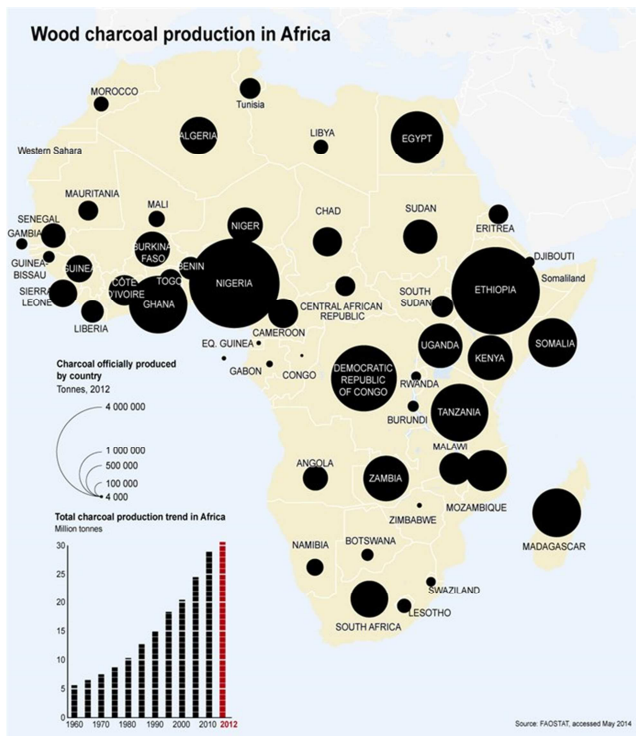 Wood charcoal production in Africa
MOROCCO
Tunisia
ALGERIA
LIBYA
EGYPT
Western Sahara
MAURITANIA
MALI
NIGER
CHAD
SUDAN
ERITREA
SENEGAL
GAMBIA
BURKINA
FASO
DJIBOUTI
GUINEA-
BISSAU
GUINEA
BENIN
Somaliland
SIERRA
LEONE
CÔTE
D'IVOIRE
TOGO
GHANA
NIGERIA
CENTRAL AFRICAN
REPUBLIC
SOUTH
SUDAN
ETHIOPIA
LIBERIA
CAMEROON
EQ. GUINEA
UGANDA
KENYA
SOMALIA
GABON
CONGO
DEMOCRATIC
REPUBLIC
OF CONGO
RWANDA
BURUNDI
TANZANIA
Charcoal officially produced
by country
Tonnes, 2012
4 000 000
1 000 000
500 000
100 000
4 000
ANGOLA
ZAMBIA
MALAWI
MOZAMBIQUE
ZIMBABWE
MADAGASCAR
NAMIBIA
BOTSWANA
SWAZILAND
LESOTHO
SOUTH AFRICA
Total charcoal production trend in Africa
Million tonnes
30
25
20
15
10
5
0
1960 1970 1980 1990 2000 2010 2012
Source: FAOSTAT, accessed May 2014